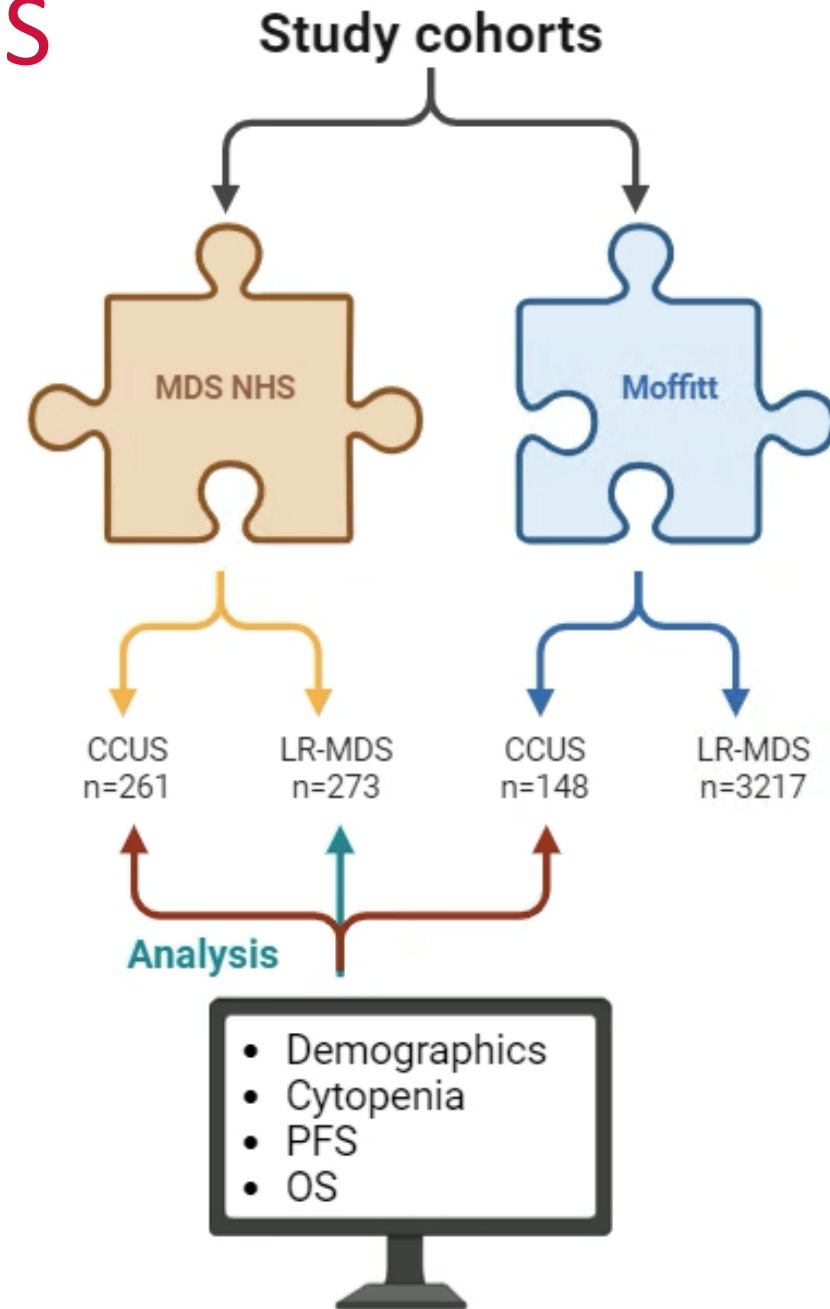 S
Study cohorts
MDS NHS
Moffitt
CCUS
n=261
LR-MDS
n=273
CCUS
n=148
LR-MDS
n=3217
Analysis
• Demographics
• Cytopenia
• PFS
• OS